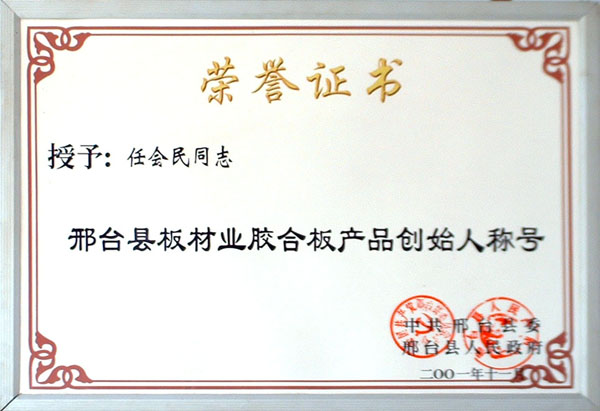 荣誉证书
授予：任会民同志
邢台县板材业胶合板产品创始人称号
中共邢台县委
邢台县人民政府
二〇〇一年十一月